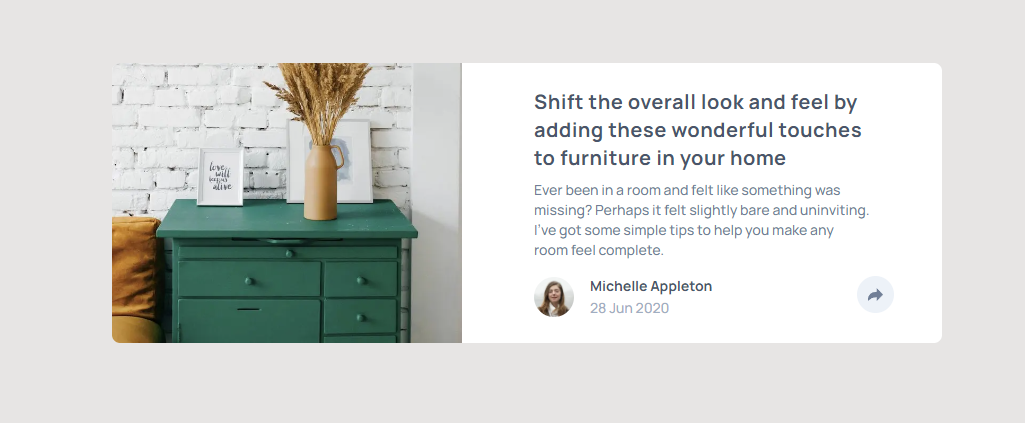 love
will
keep us
alive
Shift the overall look and feel by
adding these wonderful touches
to furniture in your home
Ever been in a room and felt like something was
missing? Perhaps it felt slightly bare and uninviting.
I've got some simple tips to help you make any
room feel complete.
Michelle Appleton
28 Jun 2020